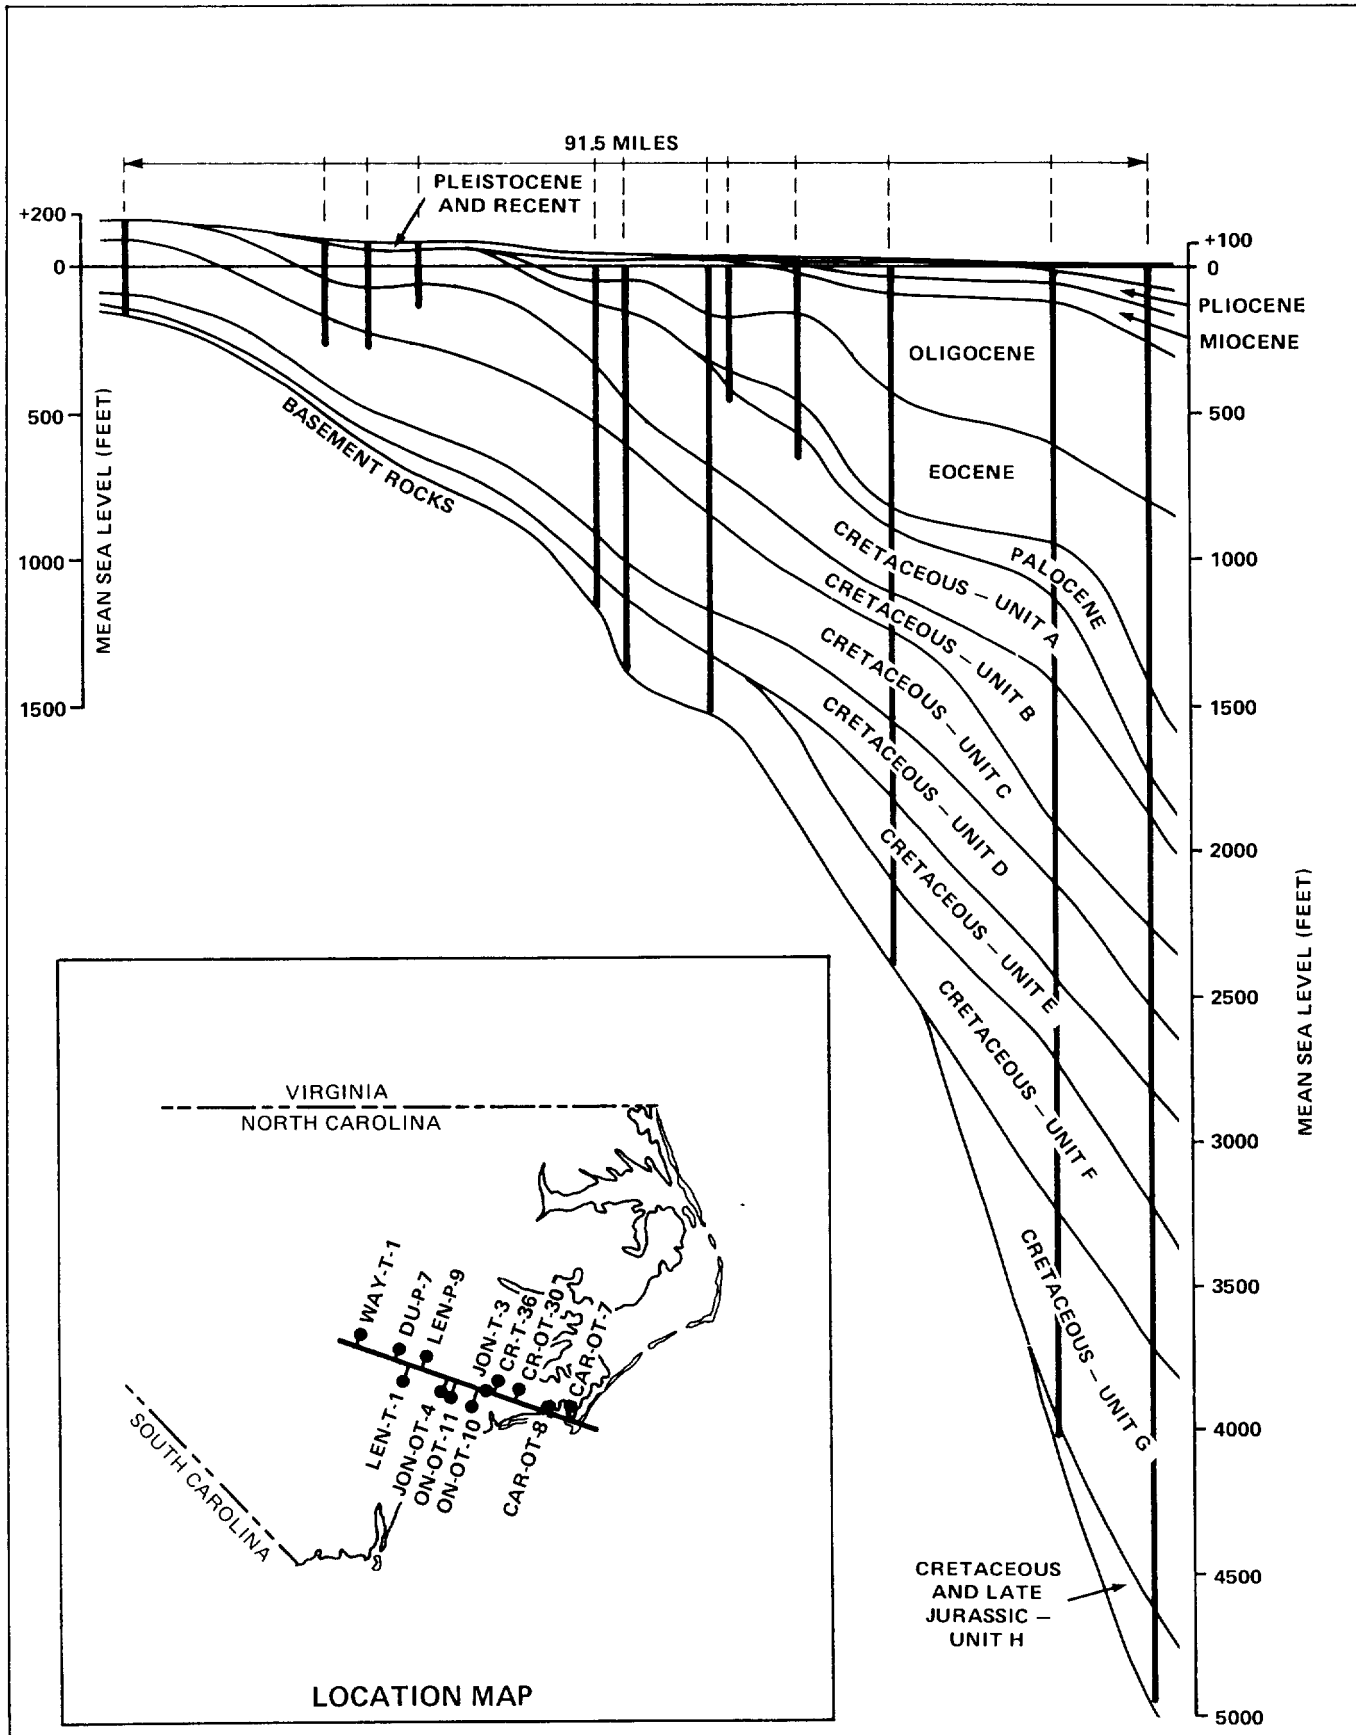 91.5 MILES
PLEISTOCENE
AND RECENT
+200
0
500
1000
1500
MEAN SEA LEVEL (FEET)
+100
0
500
1000
1500
2000
2500
3000
3500
4000
4500
5000
MEAN SEA LEVEL (FEET)
PLIOCENE
MIOCENE
OLIGOCENE
EOCENE
PALOCENE
BASEMENT ROCKS
CRETACEOUS – UNIT A
CRETACEOUS – UNIT B
CRETACEOUS – UNIT C
CRETACEOUS – UNIT D
CRETACEOUS – UNIT E
CRETACEOUS – UNIT F
CRETACEOUS – UNIT G
CRETACEOUS
AND LATE
JURASSIC –
UNIT H
VIRGINIA
NORTH CAROLINA
SOUTH CAROLINA
WAY-T-1
DU-P-7
LEN-P-9
JON-T-3
CR-T-36
CR-OT-30
CAR-OT-7
LEN-T-1
JON-OT-4
ON-OT-11
ON-OT-10
CAR-OT-8
LOCATION MAP